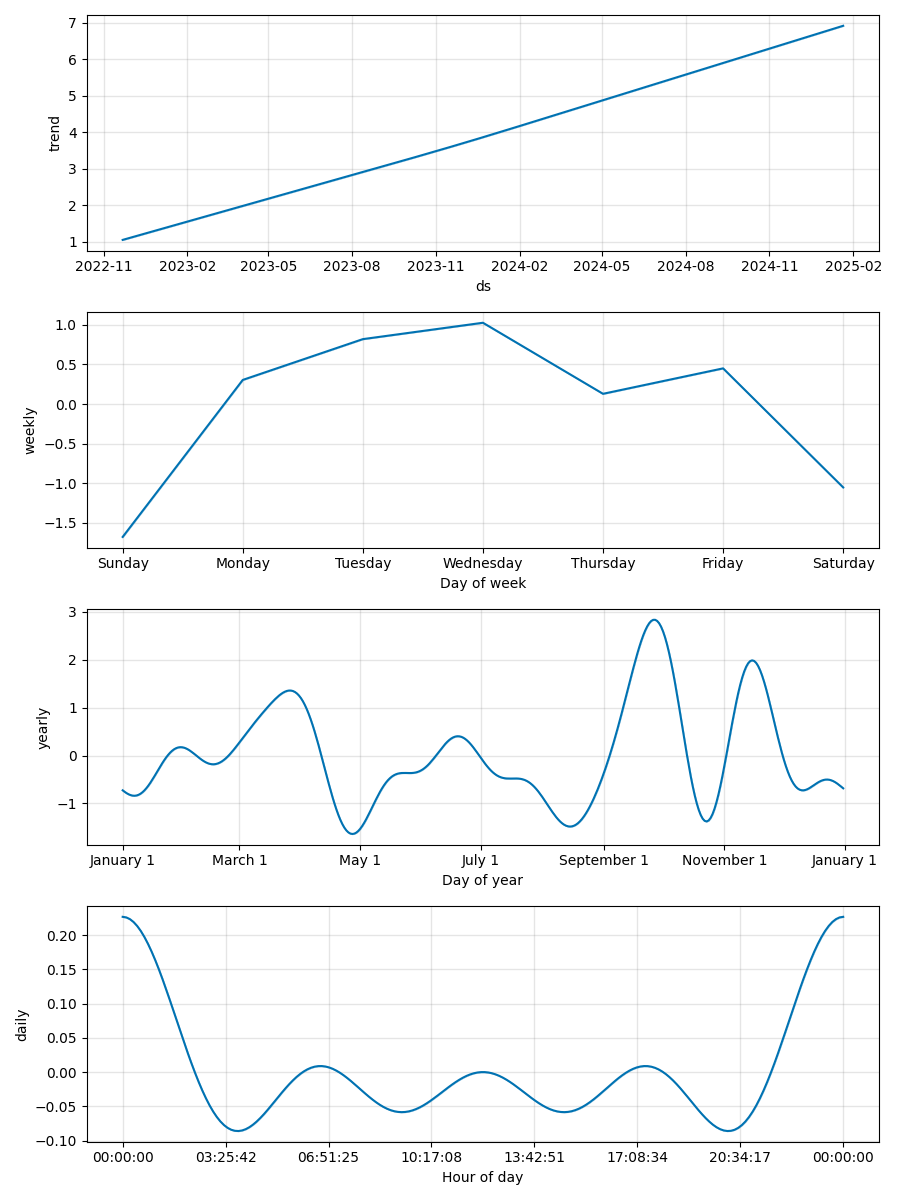 7
6
5
4
3
2
1
trend
2022-11 2023-02 2023-05 2023-08 2023-11 2024-02 2024-05 2024-08 2024-11 2025-02
ds
1.0
0.5
0.0
−0.5
−1.0
−1.5
weekly
Sunday Monday Tuesday Wednesday Thursday Friday Saturday
Day of week
3
2
1
0
−1
yearly
January 1 March 1 May 1 July 1 September 1 November 1 January 1
Day of year
0.20
0.15
0.10
0.05
0.00
−0.05
−0.10
daily
00:00:00 03:25:42 06:51:25 10:17:08 13:42:51 17:08:34 20:34:17 00:00:00
Hour of day